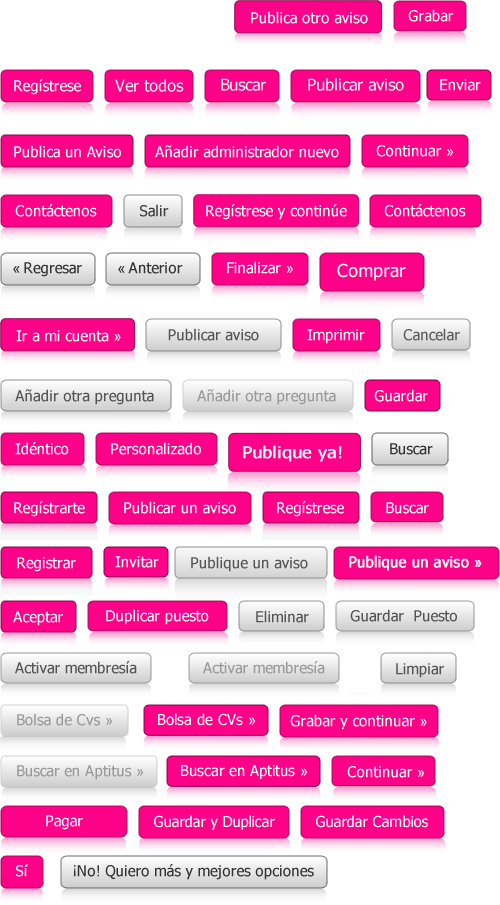 Publica otro aviso Grabar
Regístrese Ver todos Buscar Publicar aviso Enviar
Publica un Aviso Añadir administrador nuevo Continuar »
Contáctenos Salir Regístrese y continúe Contáctenos
« Regresar « Anterior Finalizar » Comprar
Ir a mi cuenta » Publicar aviso Imprimir Cancelar
Añadir otra pregunta Añadir otra pregunta Guardar
Idéntico Personalizado Publique ya! Buscar
Regístrarte Publicar un aviso Regístrese Buscar
Registrar Invitar Publique un aviso Publique un aviso »
Aceptar Duplicar puesto Eliminar Guardar Puesto
Activar membresía Activar membresía Limpiar
Bolsa de Cvs » Bolsa de CVs » Grabar y continuar »
Buscar en Aptitus » Buscar en Aptitus » Continuar »
Pagar Guardar y Duplicar Guardar Cambios
Sí ¡No! Quiero más y mejores opciones